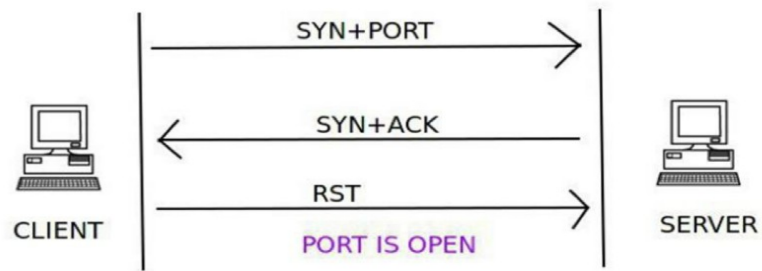 SYN+PORT
SYN+ACK
RST
CLIENT
SERVER
PORT IS OPEN